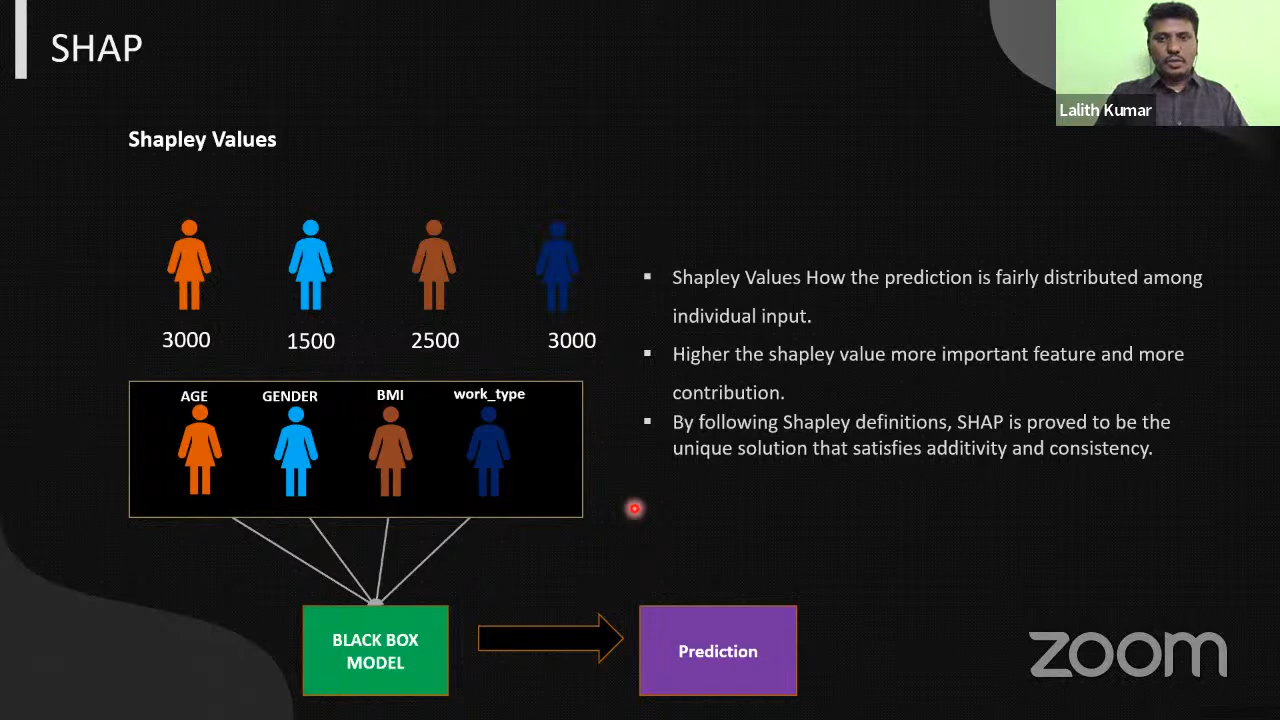 SHAP
Lalith Kumar
Shapley Values
3000
1500
2500
3000
AGE
GENDER
BMI
work_type
Shapley Values How the prediction is fairly distributed among
individual input.
Higher the shapley value more important feature and more
contribution.
By following Shapley definitions, SHAP is proved to be the
unique solution that satisfies additivity and consistency.
BLACK BOX
MODEL
Prediction
zoom